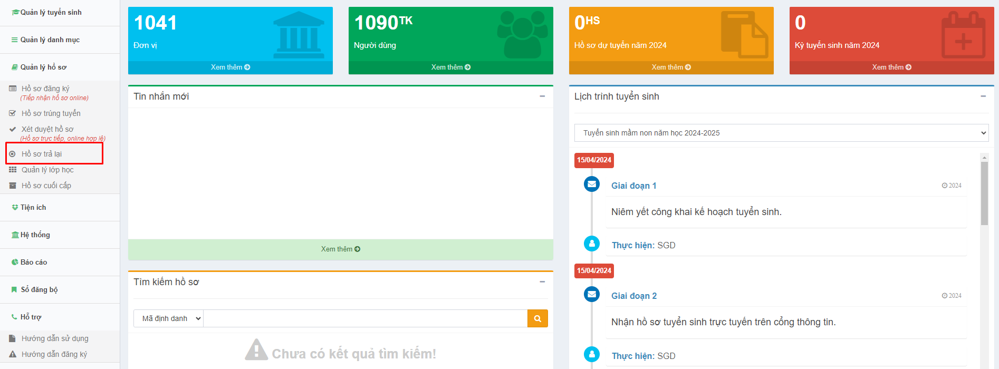 Quản lý tuyển sinh
Quản lý danh mục
Quản lý hồ sơ
Hồ sơ đăng ký
(Tiếp nhận hồ sơ online)
Hồ sơ trúng tuyển
Xét duyệt hồ sơ
(Hồ sơ trực tiếp, online hợp lệ)
Hồ sơ trả lại
Quản lý lớp học
Hồ sơ cuối cấp
Tiện ích
Hệ thống
Báo cáo
Sổ đăng bộ
Hỗ trợ
Hướng dẫn sử dụng
Hướng dẫn đăng ký
1041
Đơn vị
Xem thêm
1090TK
Người dùng
Xem thêm
0HS
Hồ sơ dự tuyển năm 2024
Xem thêm
0
Kỳ tuyển sinh năm 2024
Xem thêm
Tin nhắn mới
Xem thêm
Tìm kiếm hồ sơ
Mã định danh
Chưa có kết quả tìm kiếm!
Lịch trình tuyển sinh
Tuyển sinh mầm non năm học 2024-2025
15/04/2024
Giai đoạn 1
2024
Niêm yết công khai kế hoạch tuyển sinh.
Thực hiện: SGD
15/04/2024
Giai đoạn 2
2024
Nhận hồ sơ tuyển sinh trực tuyến trên cổng thông tin.
Thực hiện: SGD